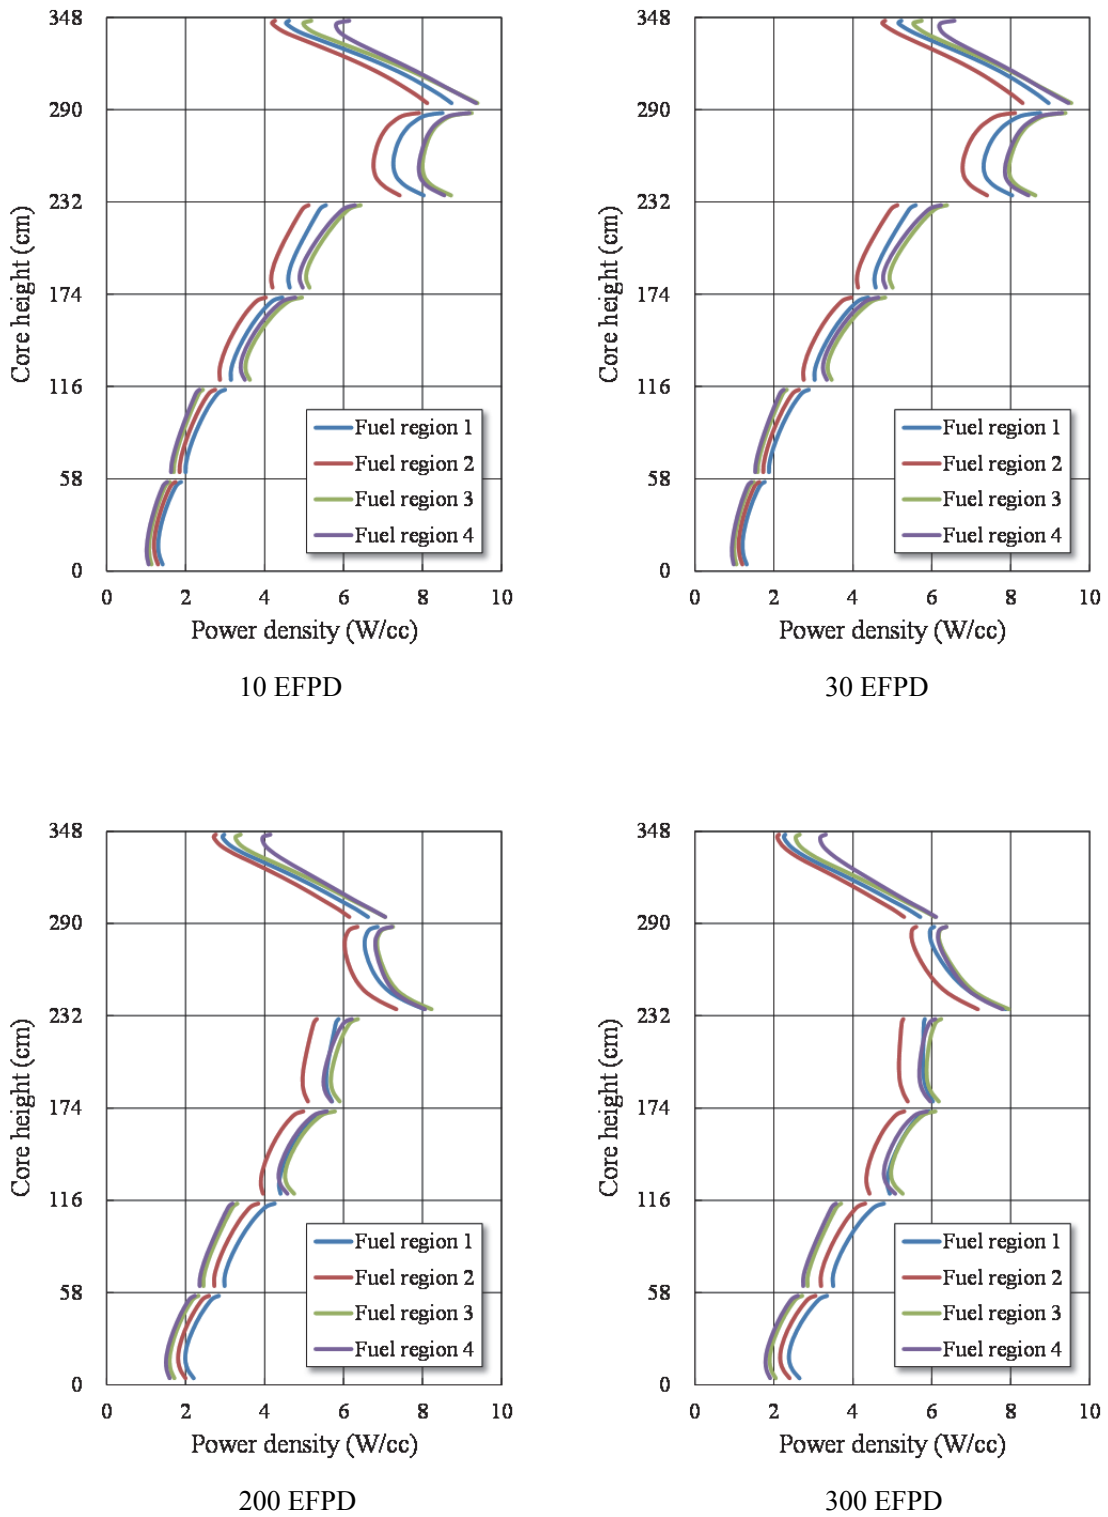 348
290
232
174
116
58
0
Core height (cm)
Fuel region 1
Fuel region 2
Fuel region 3
Fuel region 4
0 2 4 6 8 10
Power density (W/cc)
10 EFPD
348
290
232
174
116
58
0
Core height (cm)
Fuel region 1
Fuel region 2
Fuel region 3
Fuel region 4
0 2 4 6 8 10
Power density (W/cc)
30 EFPD
348
290
232
174
116
58
0
Core height (cm)
Fuel region 1
Fuel region 2
Fuel region 3
Fuel region 4
0 2 4 6 8 10
Power density (W/cc)
200 EFPD
348
290
232
174
116
58
0
Core height (cm)
Fuel region 1
Fuel region 2
Fuel region 3
Fuel region 4
0 2 4 6 8 10
Power density (W/cc)
300 EFPD